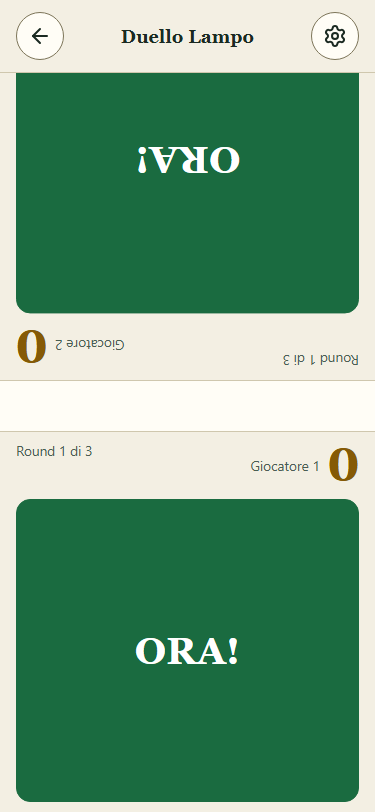 Duello Lampo
ORA!
0 Giocatore 2
Round 1 di 3
Round 1 di 3
Giocatore 1 0
ORA!